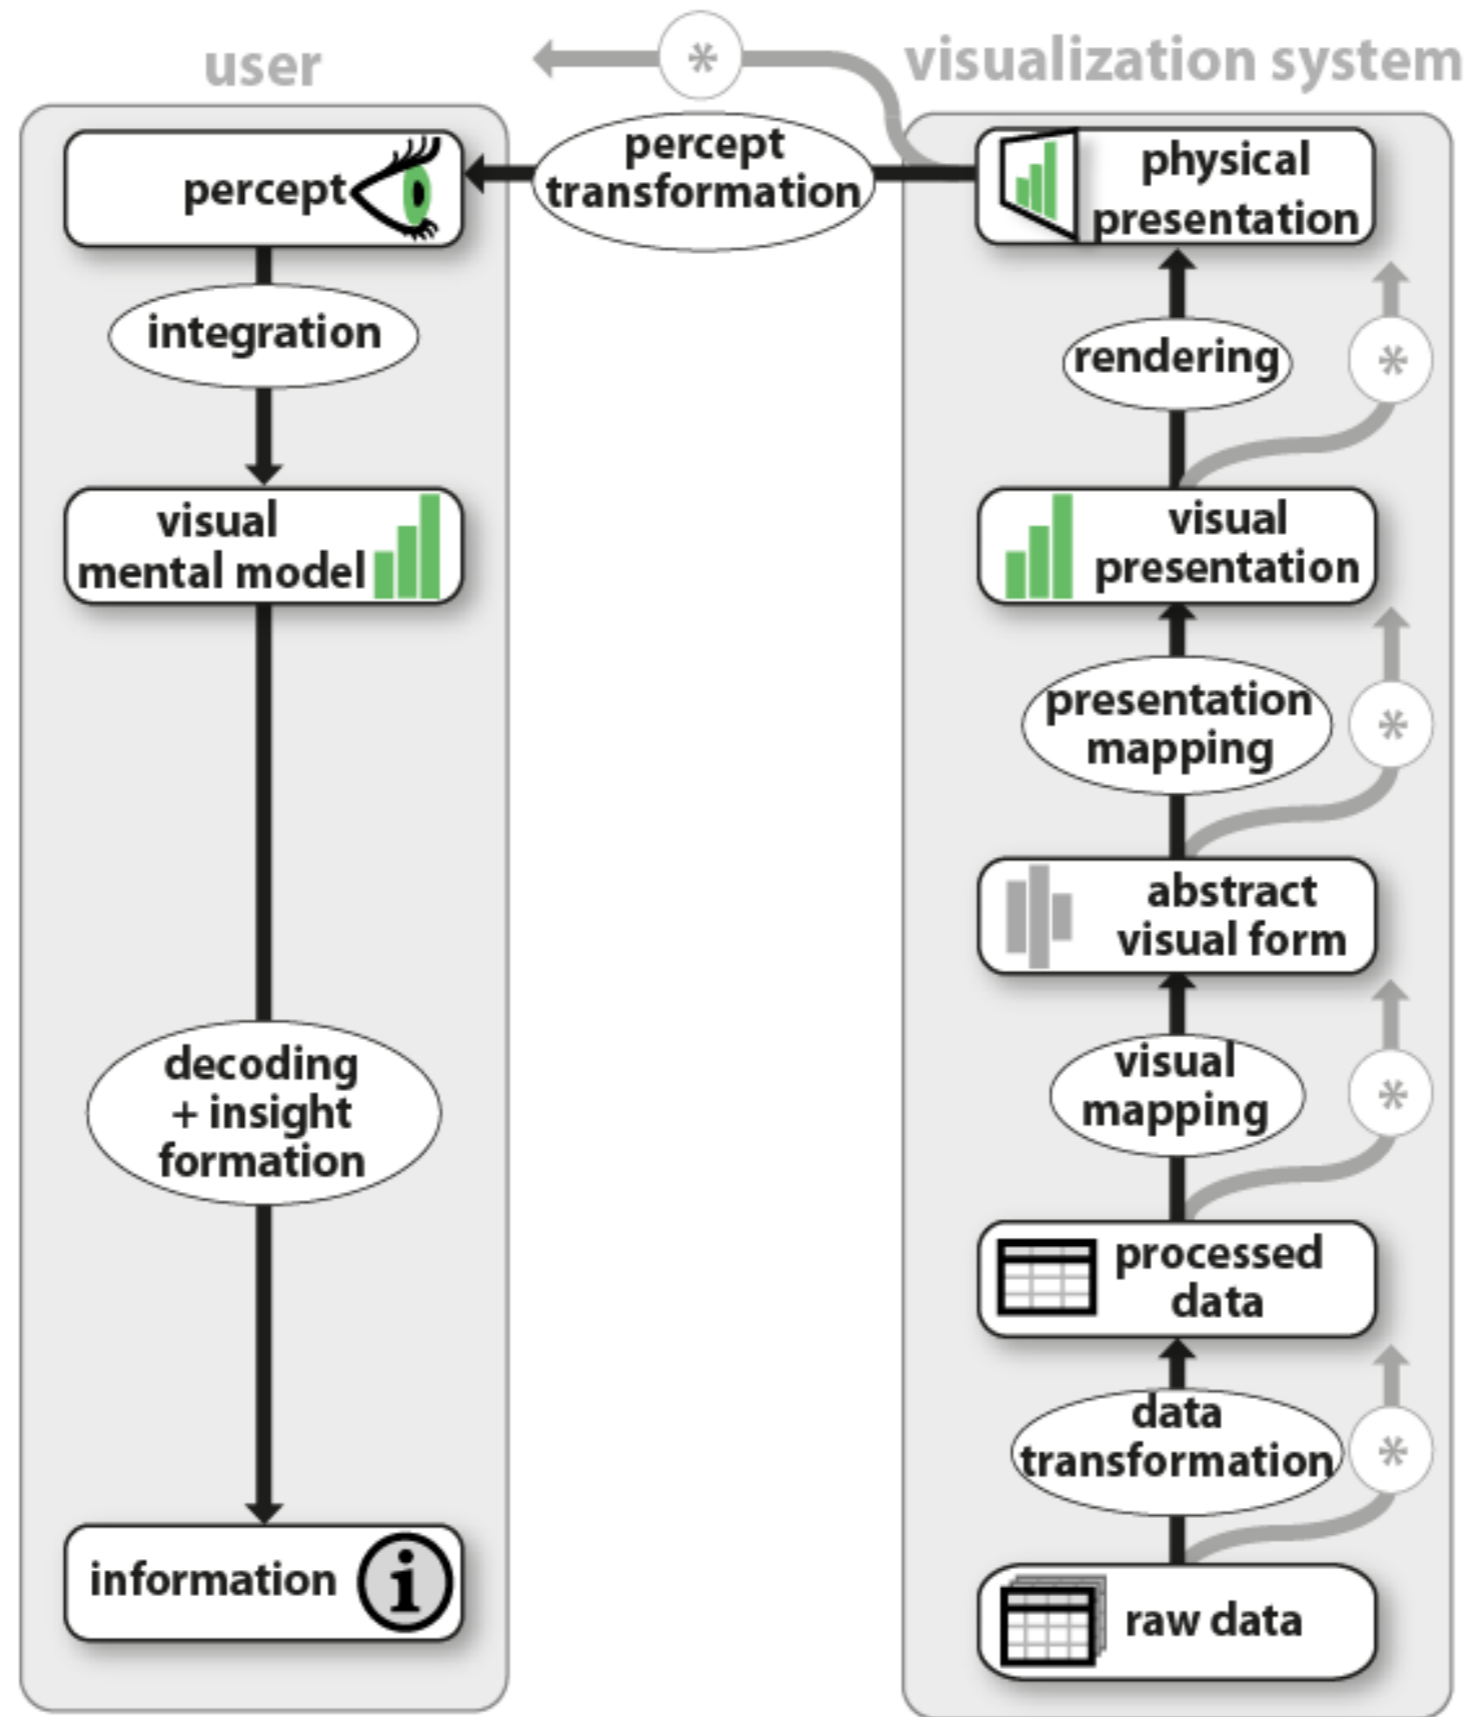 user
visualization system
*
percept
transformation
percept
integration
visual
mental model
decoding
+ insight
formation
information
i
physical
presentation
rendering
*
visual
presentation
presentation
mapping
*
abstract
visual form
visual
mapping
*
processed
data
data
transformation
*
raw data